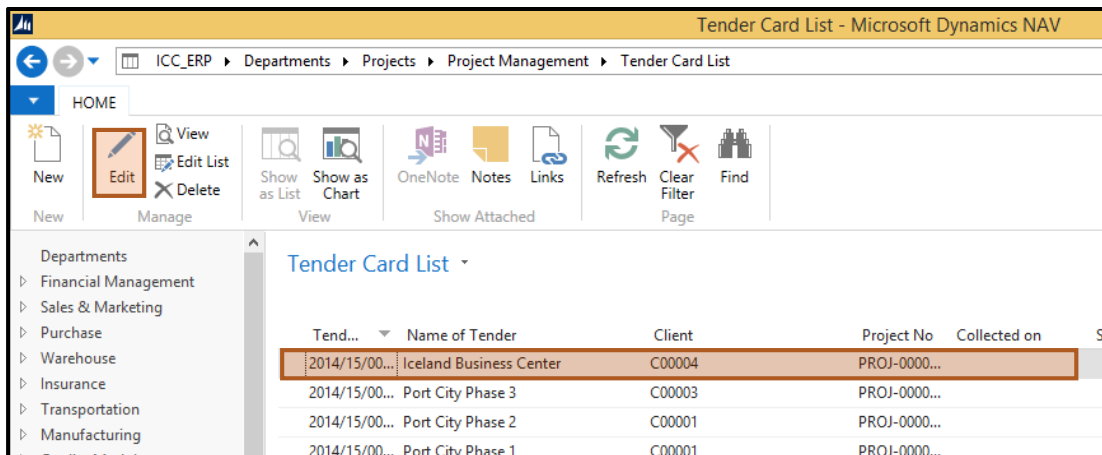 Tender Card List - Microsoft Dynamics NAV
ICC_ERP Departments Projects Project Management Tender Card List
HOME
New
Edit
View
Edit List
Delete
Show as List
Show as Chart
OneNote
Notes
Links
Refresh
Clear Filter
Find
New
Manage
View
Show Attached
Page
Departments
Financial Management
Sales & Marketing
Purchase
Warehouse
Insurance
Transportation
Manufacturing
Tender Card List
Tend... Name of Tender Client Project No Collected on S
2014/15/00... Iceland Business Center C00004 PROJ-0000...
2014/15/00... Port City Phase 3 C00003 PROJ-0000...
2014/15/00... Port City Phase 2 C00001 PROJ-0000...
2014/15/00... Port City Phase 1 C00001 PROJ-0000...